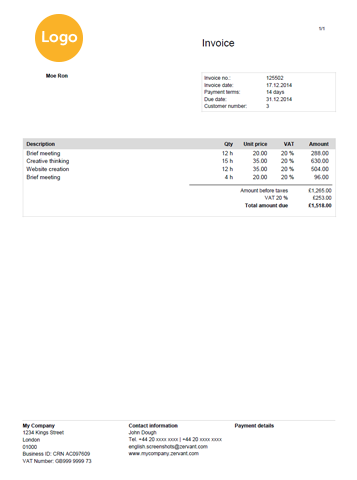 1/1
Logo
Invoice
Moe Ron
Invoice no.: 125502
Invoice date: 17.12.2014
Payment terms: 14 days
Due date: 31.12.2014
Customer number: 3
Description Qty Unit price VAT Amount
Brief meeting 12 h 20.00 20 % 288.00
Creative thinking 15 h 35.00 20 % 630.00
Website creation 12 h 35.00 20 % 504.00
Brief meeting 4 h 20.00 20 % 96.00
Amount before taxes £1,265.00
VAT 20 % £253.00
Total amount due £1,518.00
My Company
1234 Kings Street
London
01000
Business ID: CRN AC097609
VAT Number: GB999 9999 73
Contact information
John Dough
Tel. +44 20 xxxx xxxx | +44 20 xxxx xxxx
english.screenshots@zervant.com
www.mycompany.zervant.com
Payment details